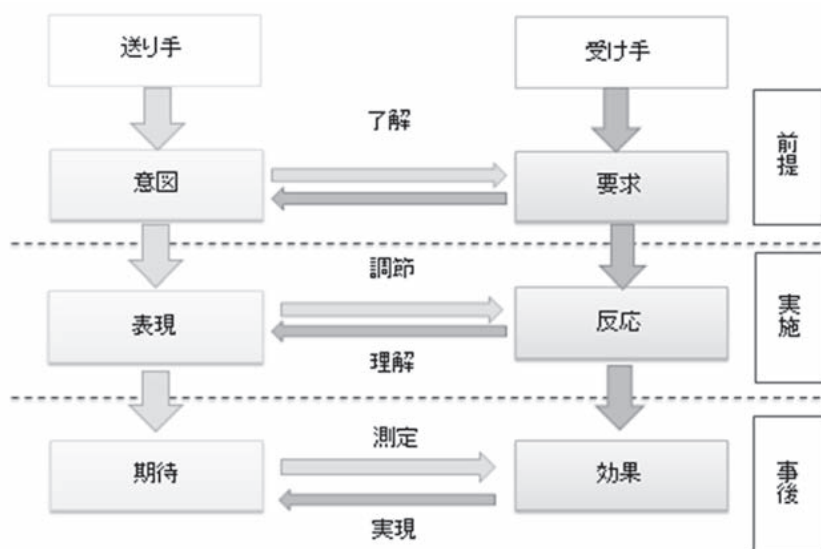 送り手
受け手
了解
前提
意図
要求
調節
実施
表現
反応
理解
測定
期待
効果
事後
実現